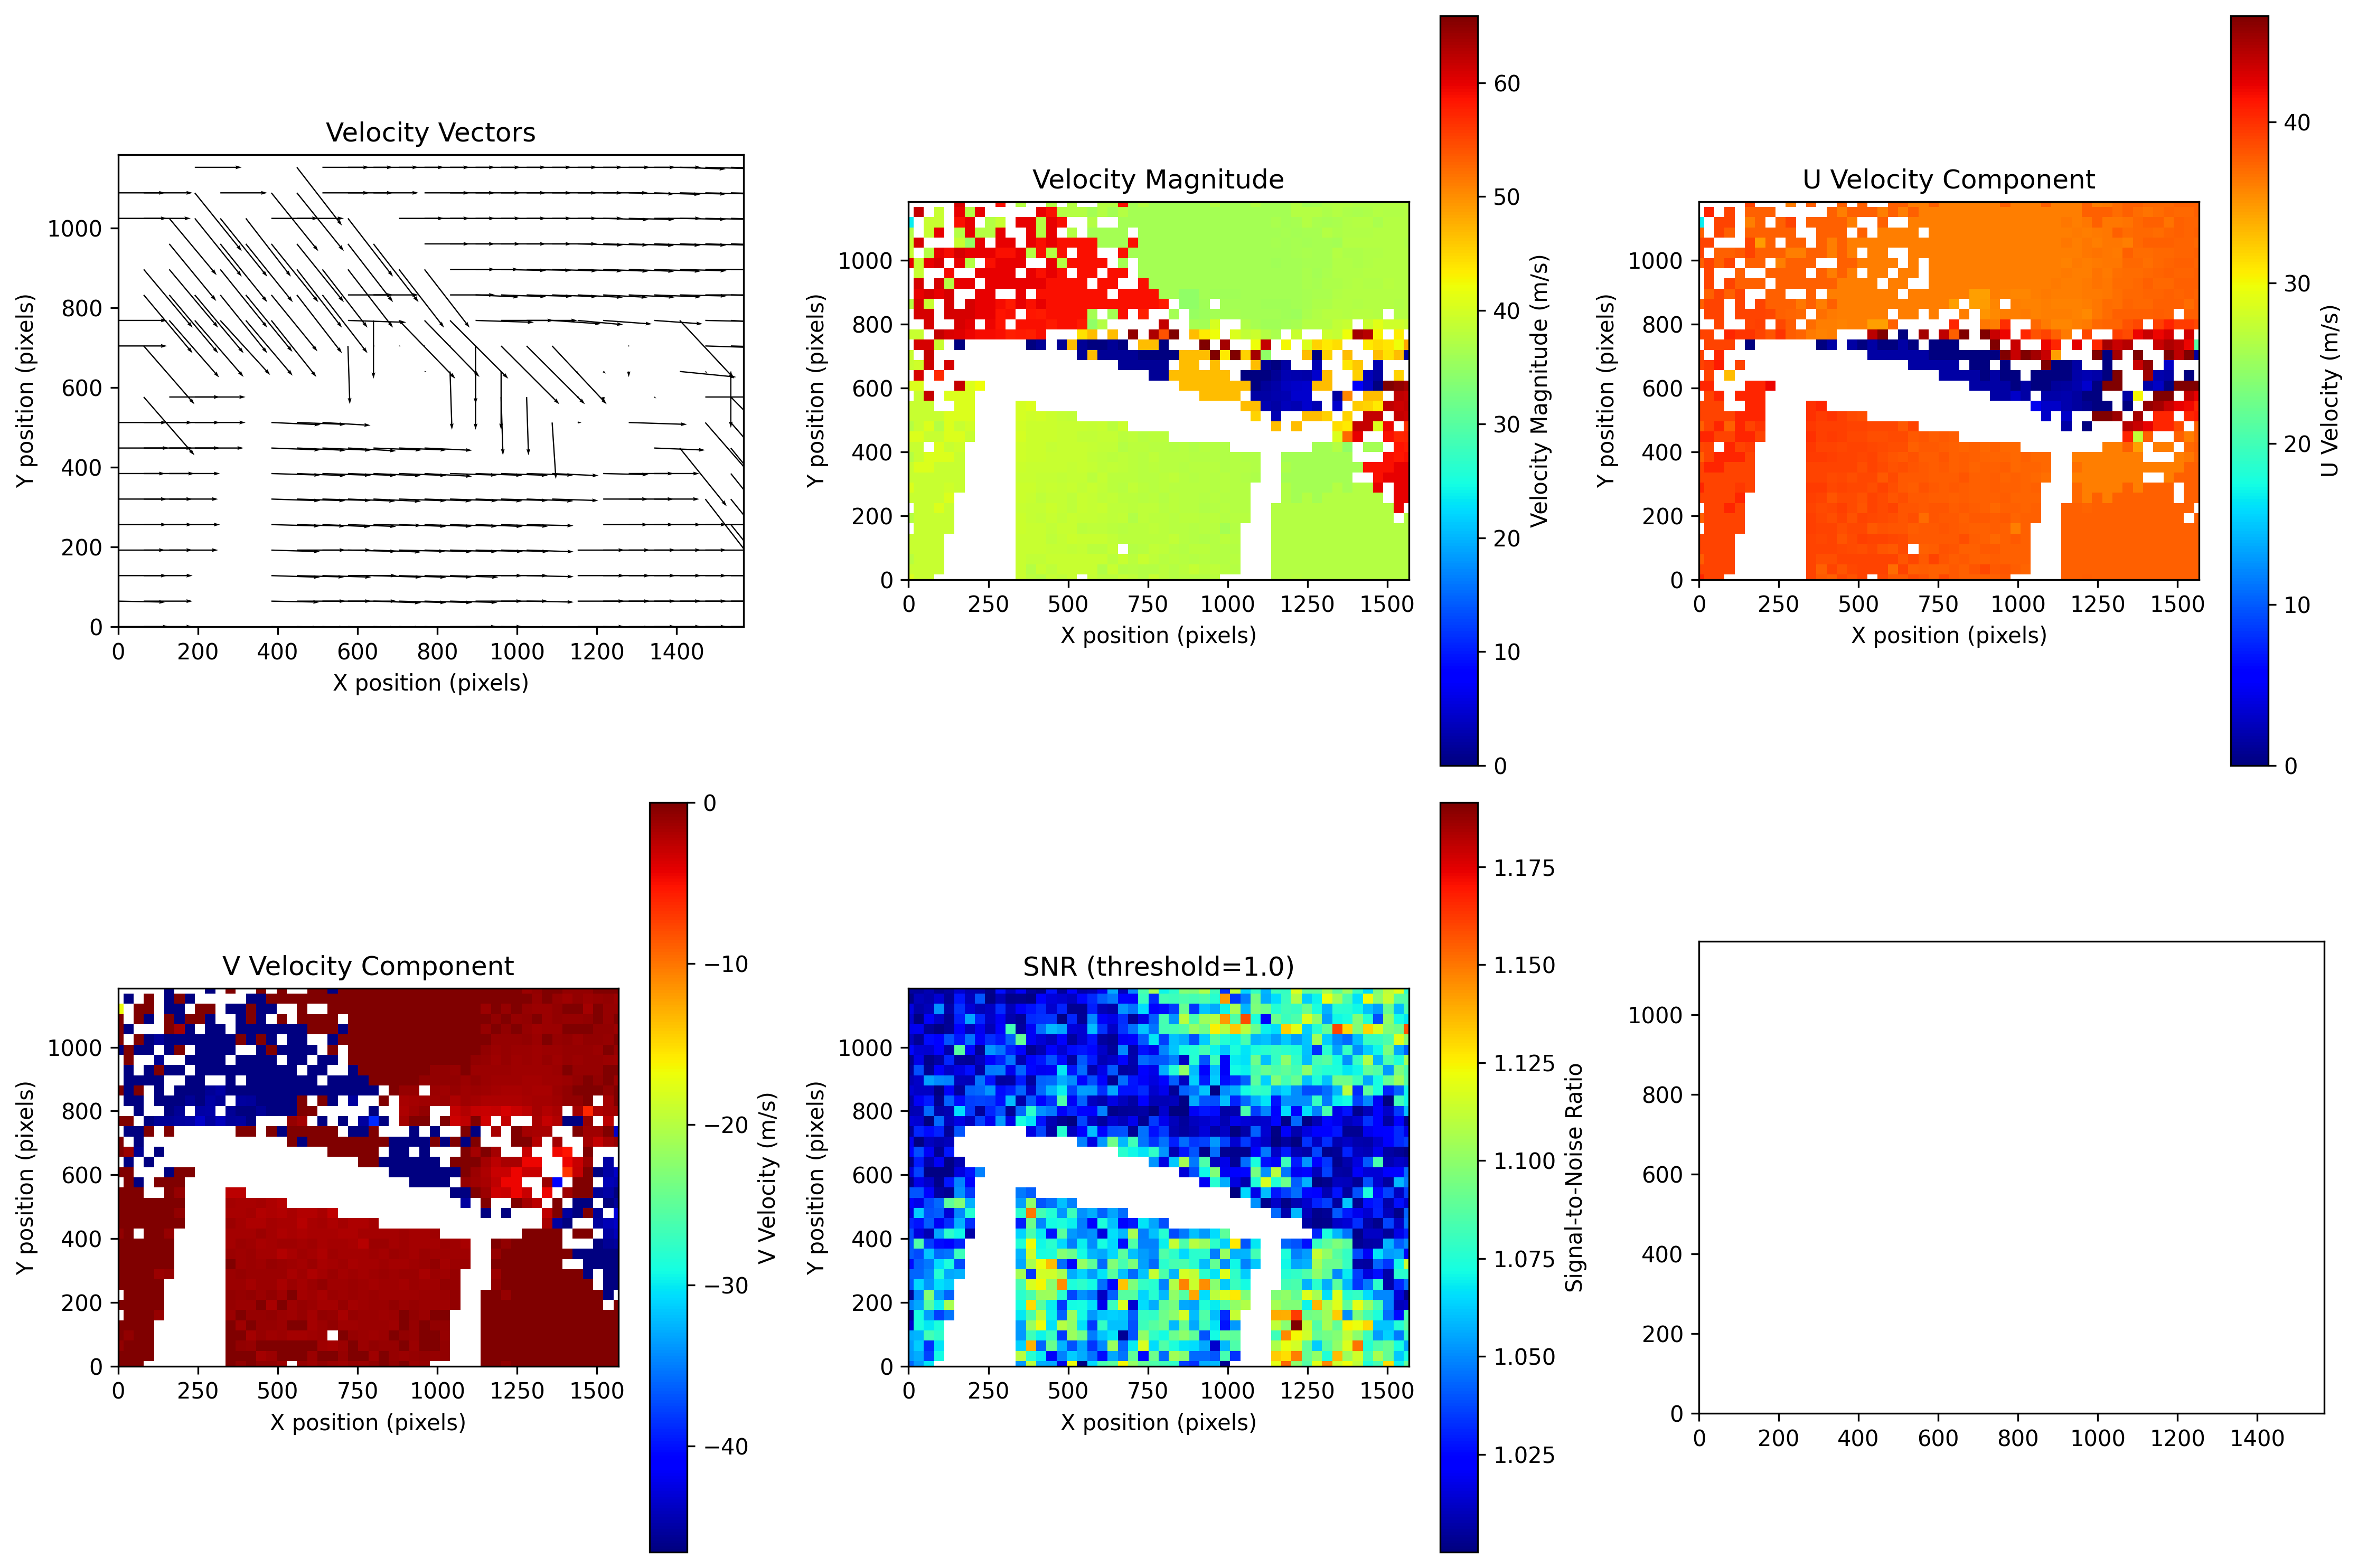 Velocity Vectors
Y position (pixels)
1000
800
600
400
200
0
0 200 400 600 800 1000 1200 1400
X position (pixels)
Velocity Magnitude
Y position (pixels)
1000
800
600
400
200
0
0 250 500 750 1000 1250 1500
X position (pixels)
60
50
40
30
20
10
0
Velocity Magnitude (m/s)
U Velocity Component
Y position (pixels)
1000
800
600
400
200
0
0 250 500 750 1000 1250 1500
X position (pixels)
40
30
20
10
0
U Velocity (m/s)
V Velocity Component
Y position (pixels)
1000
800
600
400
200
0
0 250 500 750 1000 1250 1500
X position (pixels)
0
−10
−20
−30
−40
V Velocity (m/s)
SNR (threshold=1.0)
Y position (pixels)
1000
800
600
400
200
0
0 250 500 750 1000 1250 1500
X position (pixels)
1.175
1.150
1.125
1.100
1.075
1.050
1.025
Signal-to-Noise Ratio
1000
800
600
400
200
0
0 200 400 600 800 1000 1200 1400